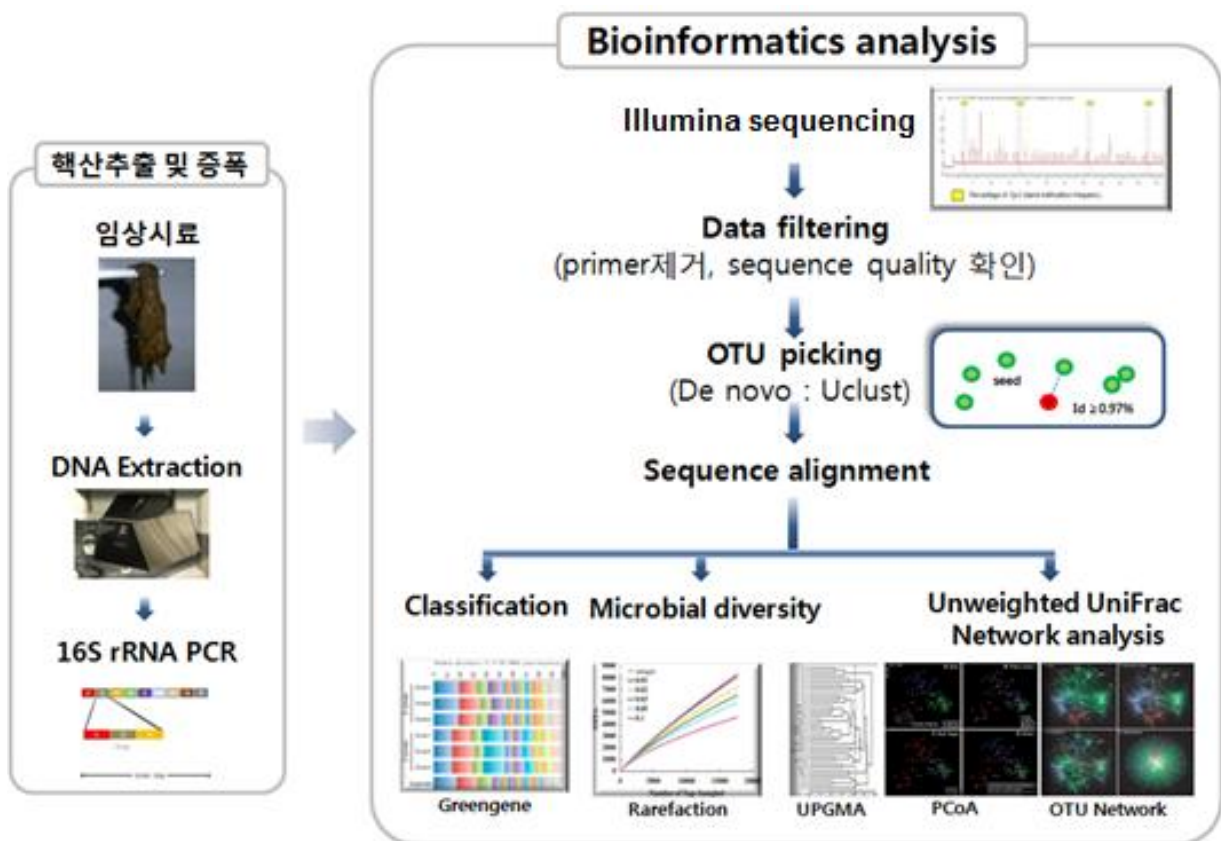 핵산추출 및 증폭
임상시료
DNA Extraction
16S rRNA PCR
Bioinformatics analysis
Illumina sequencing
Data filtering
(primer제거, sequence quality 확인)
OTU picking
(De novo : Uclust)
seed
Id ≥0.97%
Sequence alignment
Classification
Microbial diversity
Unweighted UniFrac
Network analysis
Greengene
Rarefaction
UPGMA
PCoA
OTU Network